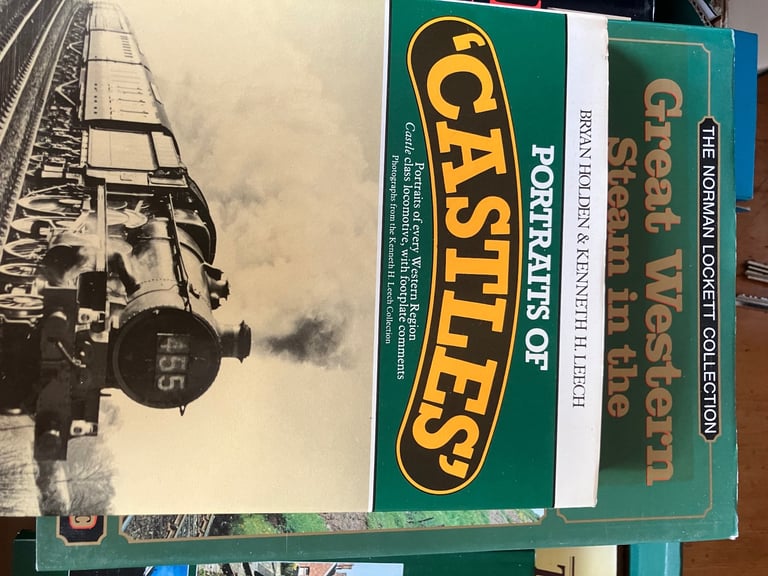 BRYAN HOLDEN & KENNETH H. LEECH
PORTRAITS OF
'CASTLES'
Portraits of every Western Region
Castle class locomotive, with footplate comments
Photographs from the Kenneth H. Leech Collection
455
THE NORMAN LOCKETT COLLECTION
Great Western
Steam in the
C